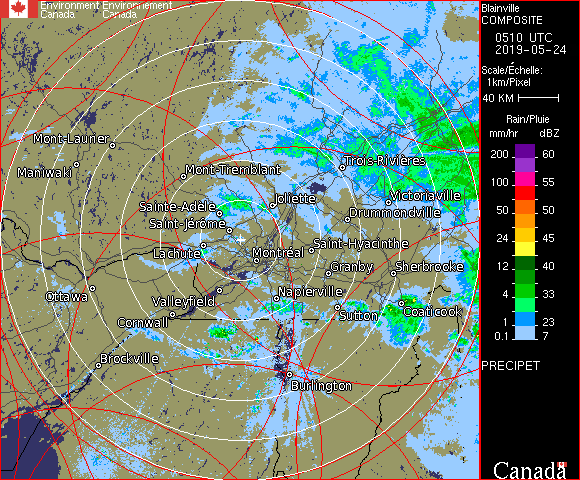 Environment Environnement
Canada Canada
Blainville
COMPOSITE
0510 UTC
2019-05-24
Scale/Échelle:
1km/Pixel
40 KM
Rain/Pluie
mm/hr dBZ
200 60
100 55
50 50
24 45
12 40
4 33
1 23
0.1 7
PRECIPET
Canada
Mont-Laurier
Maniwaki
Mont-Tremblant
Trois-Rivières
Sainte-Adèle
Joliette
Victoriaville
Saint-Jérôme
Drummondville
Lachute
Montréal
Saint-Hyacinthe
Granby
Sherbrooke
Ottawa
Valleyfield
Napierville
Cornwall
Sutton
Coaticook
Brockville
Burlington